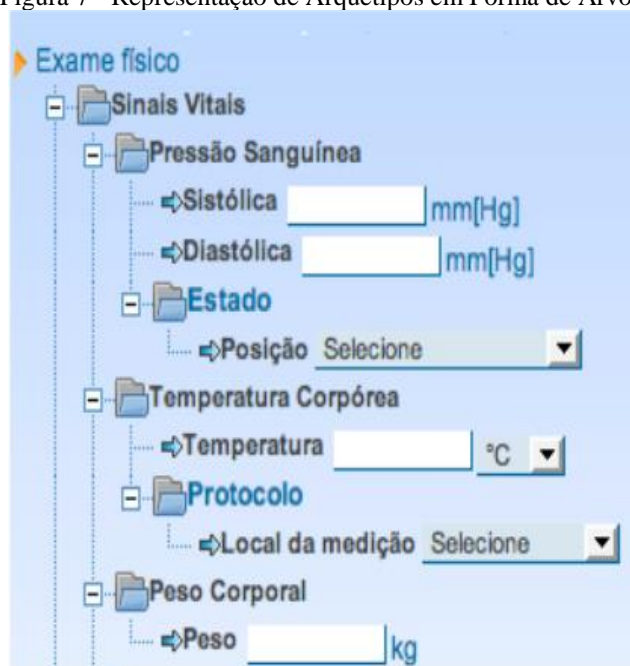 Figura 7 - Representação de Arquétipos em Forma de Árvo
Exame físico
Sinais Vitais
Pressão Sanguínea
Sistólica mm[Hg]
Diastólica mm[Hg]
Estado
Posição Selecione
Temperatura Corpórea
Temperatura °C
Protocolo
Local da medição Selecione
Peso Corporal
Peso kg